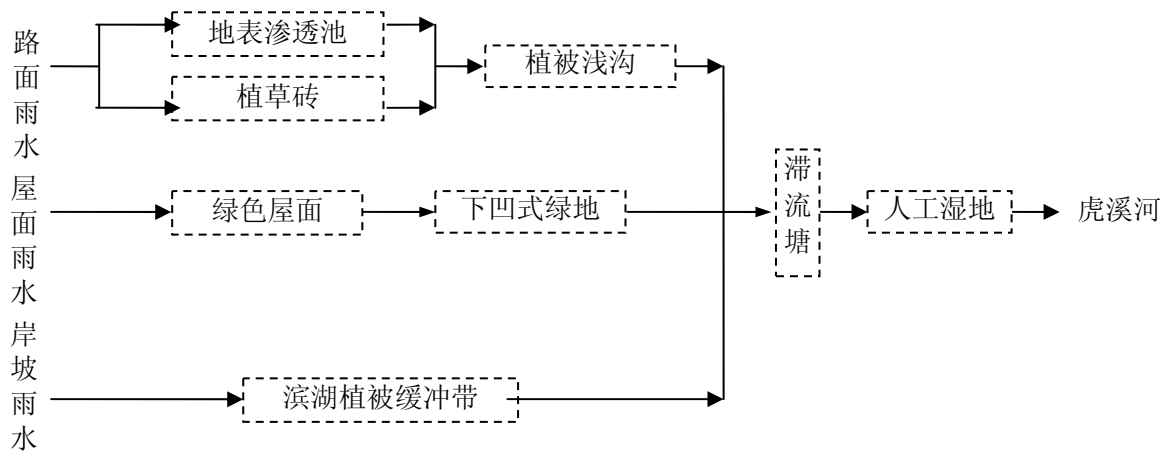 路面雨水
地表渗透池
植草砖
植被浅沟
屋面雨水
绿色屋面
下凹式绿地
滞流塘
人工湿地
虎溪河
岸坡雨水
滨湖植被缓冲带